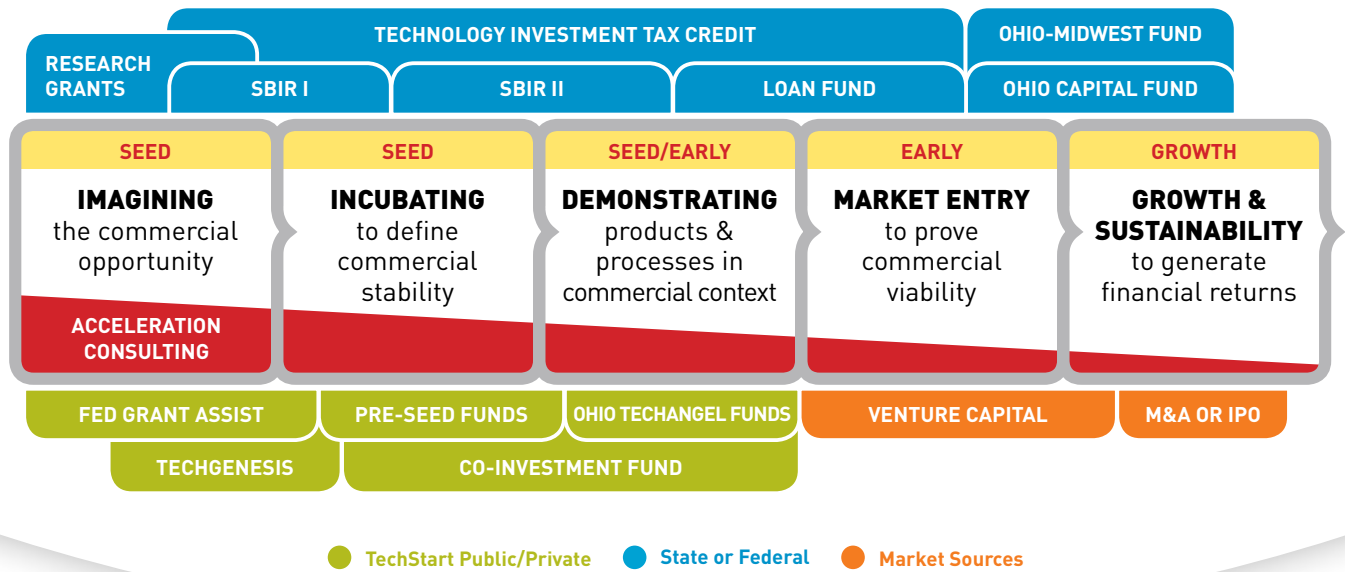 TECHNOLOGY INVESTMENT TAX CREDIT
OHIO-MIDWEST FUND
RESEARCH
GRANTS
SBIR I
SBIR II
LOAN FUND
OHIO CAPITAL FUND
SEED
IMAGINING
the commercial
opportunity
SEED
INCUBATING
to define
commercial
stability
SEED/EARLY
DEMONSTRATING
products &
processes in
commercial context
EARLY
MARKET ENTRY
to prove
commercial
viability
GROWTH
GROWTH &
SUSTAINABILITY
to generate
financial returns
ACCELERATION
CONSULTING
FED GRANT ASSIST
PRE-SEED FUNDS
OHIO TECHANGEL FUNDS
VENTURE CAPITAL
M&A OR IPO
TECHGENESIS
CO-INVESTMENT FUND
TechStart Public/Private
State or Federal
Market Sources